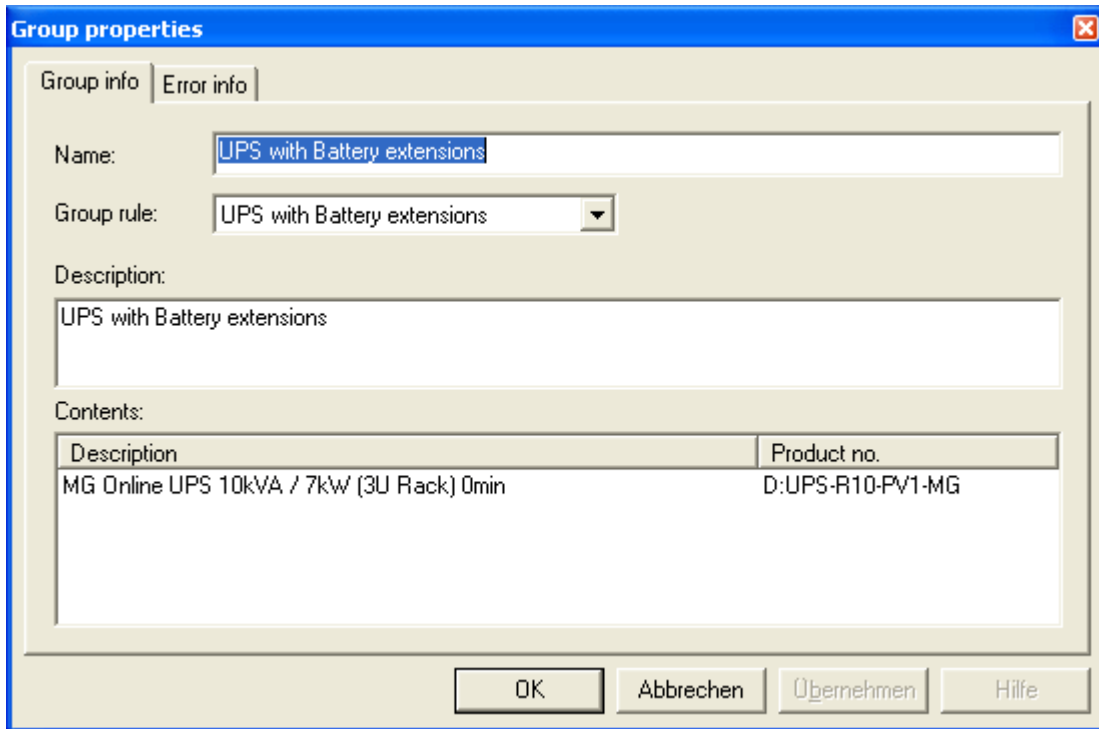 Group properties
Group info Error info
Name: UPS with Battery extensions
Group rule: UPS with Battery extensions
Description:
UPS with Battery extensions
Contents:
Description Product no.
MG Online UPS 10kVA / 7kW (3U Rack) 0min D:UPS-R10-PV1-MG
OK Abbrechen Übernehmen Hilfe